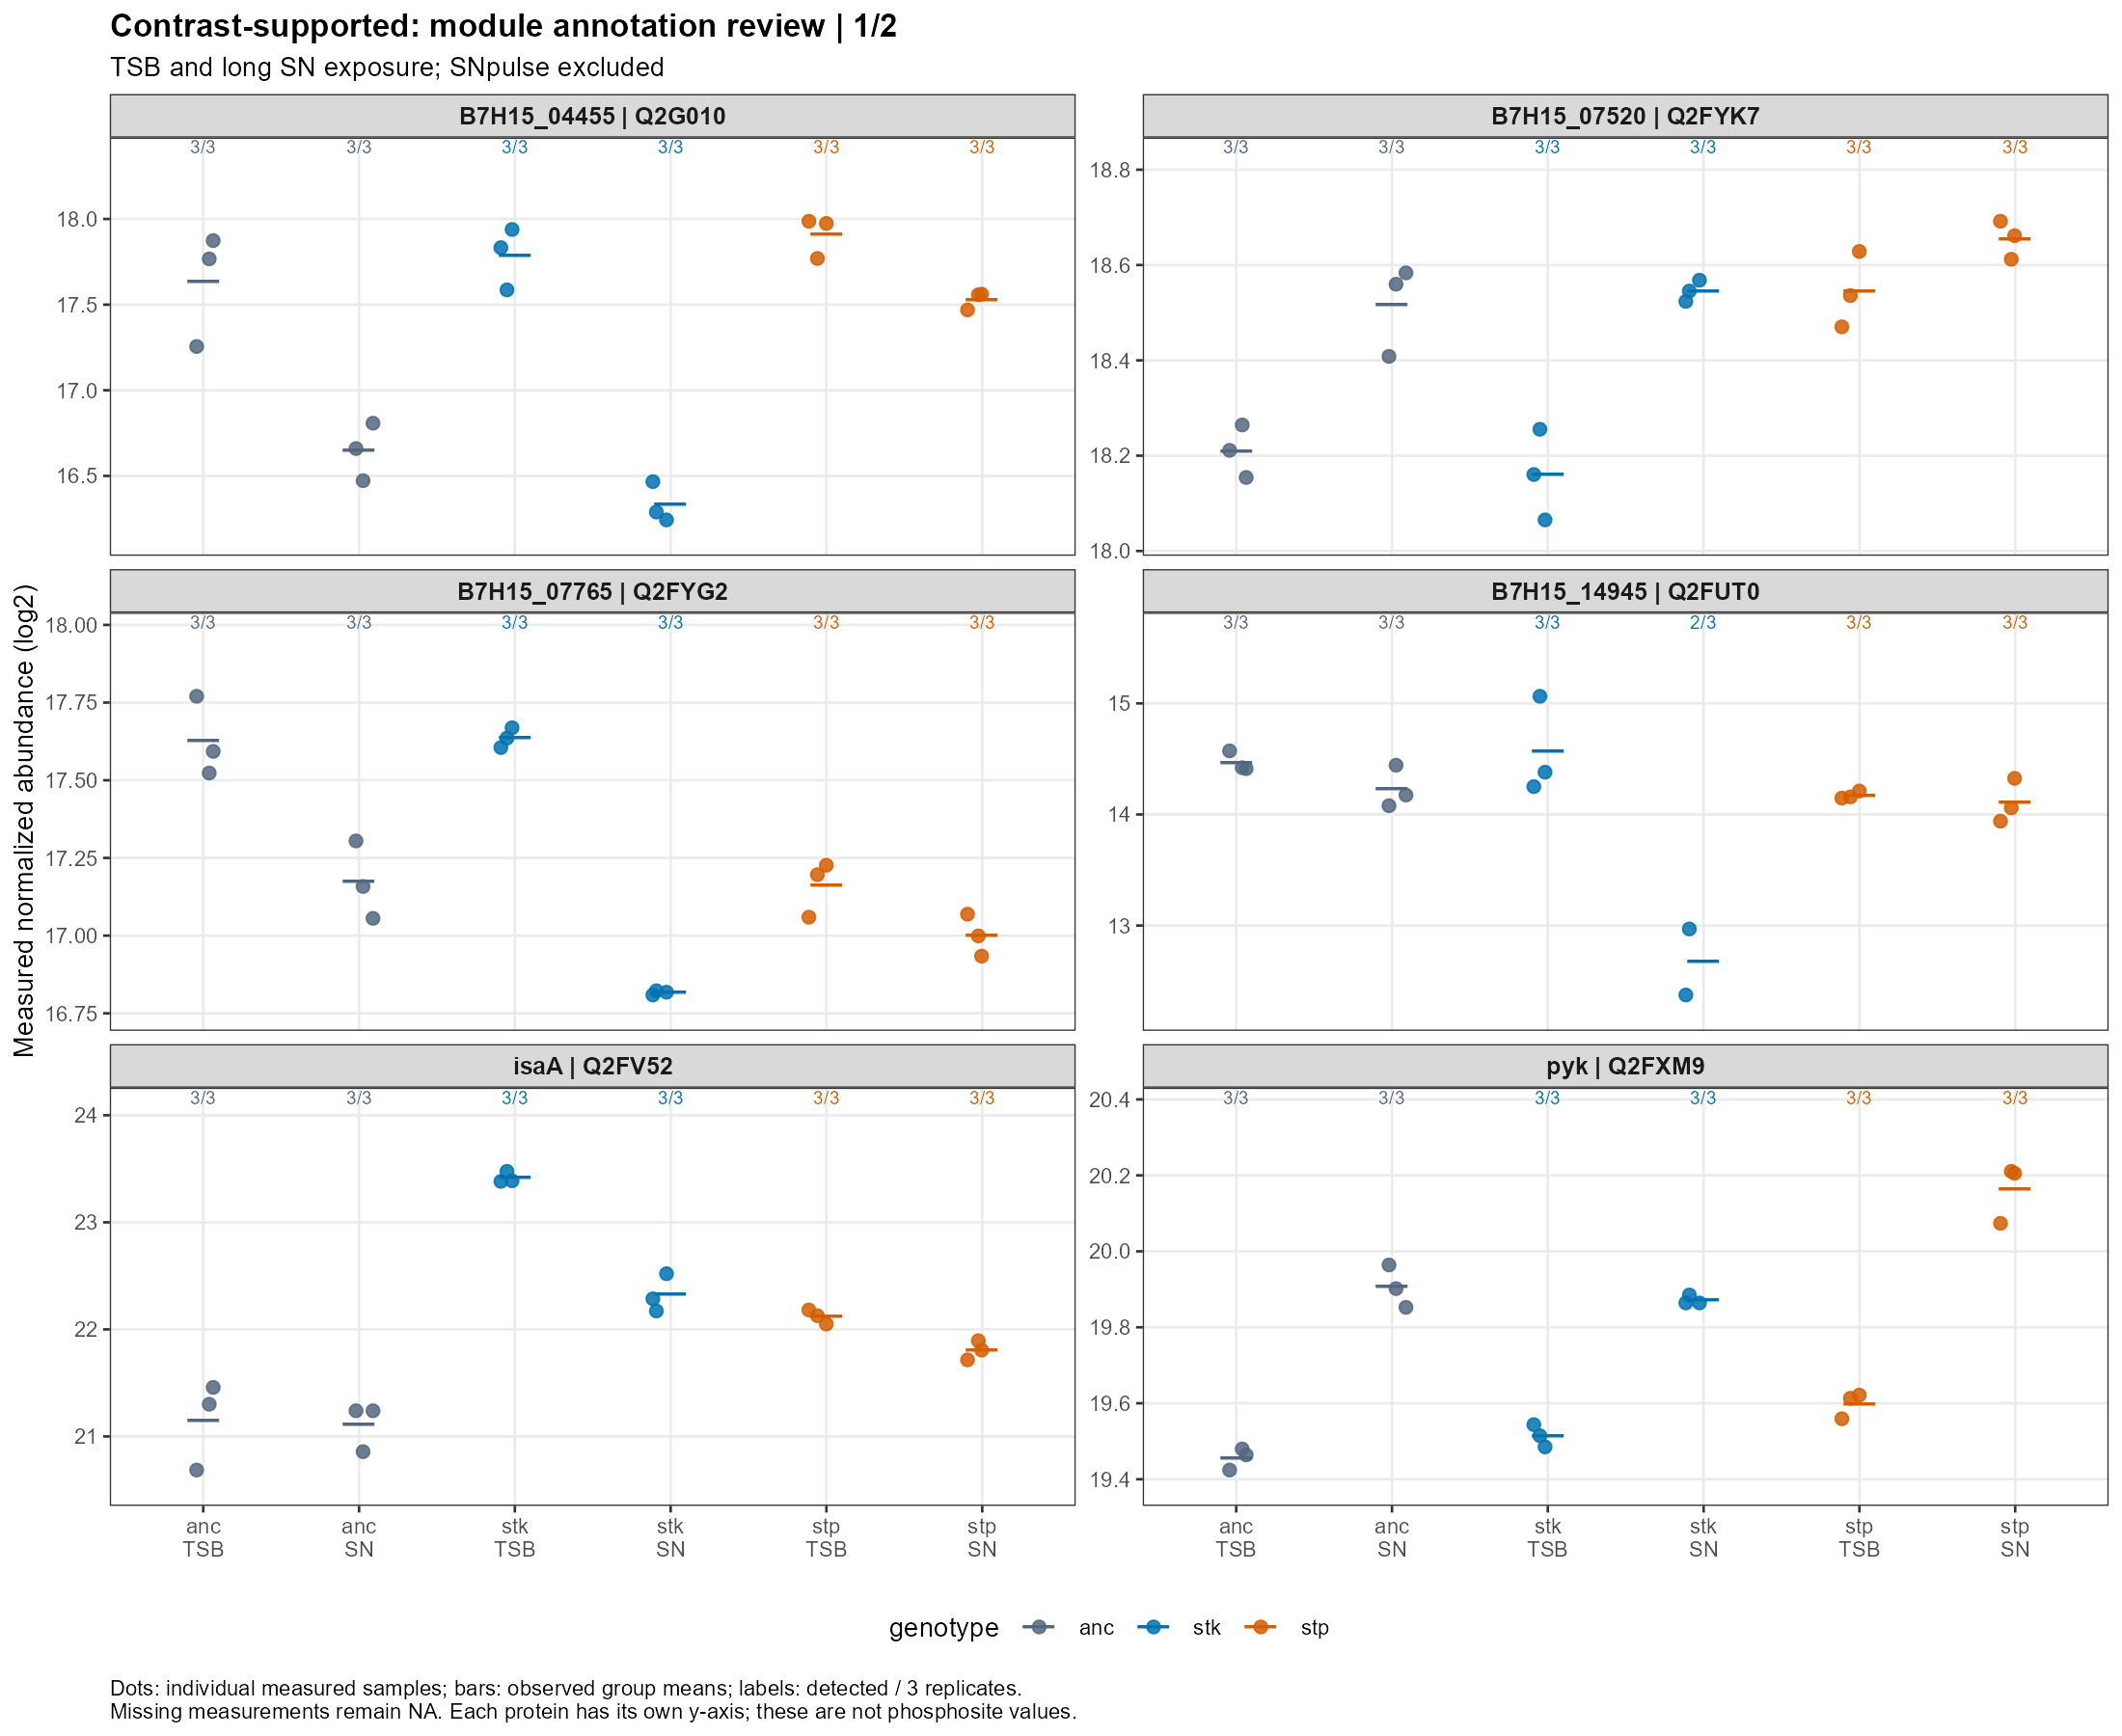 Contrast-supported: module annotation review | 1/2
TSB and long SN exposure; SNpulse excluded
Measured normalized abundance (log2)
B7H15_04455 | Q2G010
3/3 3/3 3/3 3/3 3/3 3/3
18.0
17.5
17.0
16.5
B7H15_07520 | Q2FYK7
3/3 3/3 3/3 3/3 3/3 3/3
18.8
18.6
18.4
18.2
18.0
B7H15_07765 | Q2FYG2
3/3 3/3 3/3 3/3 3/3 3/3
18.00
17.75
17.50
17.25
17.00
16.75
B7H15_14945 | Q2FUT0
3/3 3/3 3/3 2/3 3/3 3/3
15
14
13
isaA | Q2FV52
3/3 3/3 3/3 3/3 3/3 3/3
24
23
22
21
anc anc stk stk stp stp
TSB SN TSB SN TSB SN
pyk | Q2FXM9
3/3 3/3 3/3 3/3 3/3 3/3
20.4
20.2
20.0
19.8
19.6
19.4
anc anc stk stk stp stp
TSB SN TSB SN TSB SN
genotype anc stk stp
Dots: individual measured samples; bars: observed group means; labels: detected / 3 replicates.
Missing measurements remain NA. Each protein has its own y-axis; these are not phosphosite values.